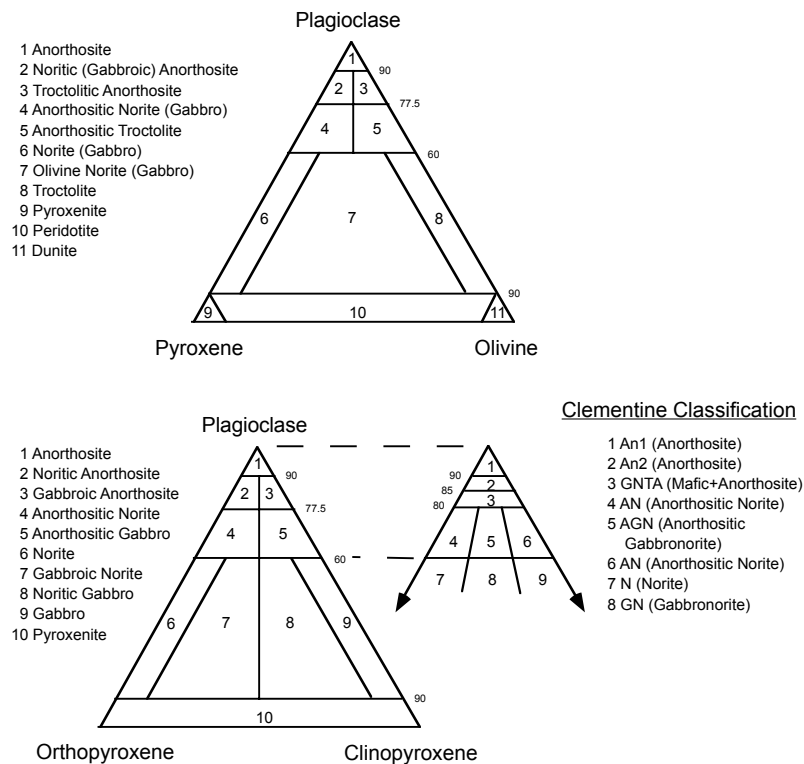 Plagioclase
1 Anorthosite
2 Noritic (Gabbroic) Anorthosite
3 Troctolitic Anorthosite
4 Anorthositic Norite (Gabbro)
5 Anorthositic Troctolite
6 Norite (Gabbro)
7 Olivine Norite (Gabbro)
8 Troctolite
9 Pyroxenite
10 Peridotite
11 Dunite
1
90
2 3
77.5
4 5
60
6 7 8
90
9 10 11
Pyroxene Olivine
Plagioclase
1 Anorthosite
2 Noritic Anorthosite
3 Gabbroic Anorthosite
4 Anorthositic Norite
5 Anorthositic Gabbro
6 Norite
7 Gabbroic Norite
8 Noritic Gabbro
9 Gabbro
10 Pyroxenite
1
90
2 3
77.5
4 5
60
6 7 8 9
90
10
Orthopyroxene Clinopyroxene
Clementine Classification
1 An1 (Anorthosite)
2 An2 (Anorthosite)
3 GNTA (Mafic+Anorthosite)
4 AN (Anorthositic Norite)
5 AGN (Anorthositic
Gabbronorite)
6 AN (Anorthositic Norite)
7 N (Norite)
8 GN (Gabbronorite)
1
90
2
85
3
80
4 5 6
7 8 9